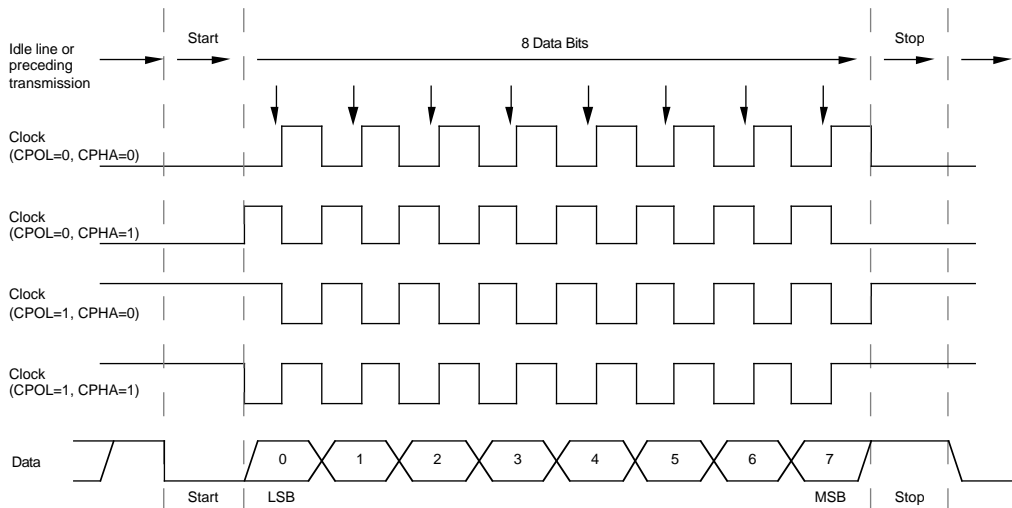 Start
8 Data Bits
Stop
Idle line or
preceding
transmission
Clock
(CPOL=0, CPHA=0)
Clock
(CPOL=0, CPHA=1)
Clock
(CPOL=1, CPHA=0)
Clock
(CPOL=1, CPHA=1)
Data
0
1
2
3
4
5
6
7
Start
LSB
MSB
Stop